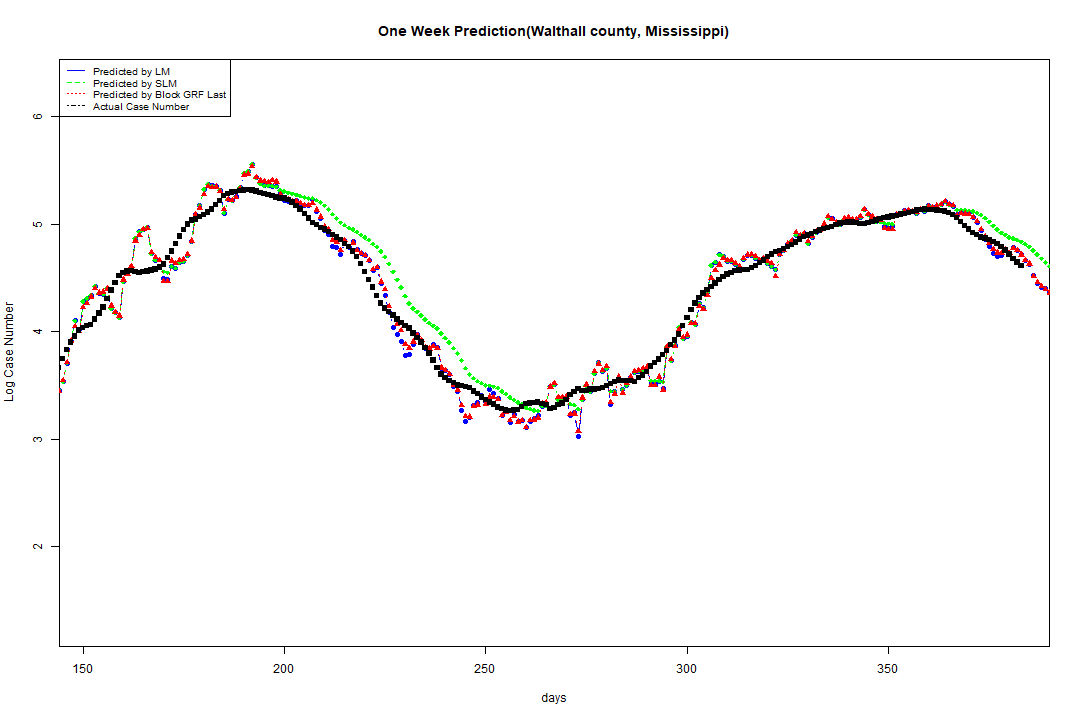 One Week Prediction(Walthall county, Mississippi)
Predicted by LM
Predicted by SLM
Predicted by Block GRF Last
Actual Case Number
Log Case Number
6
5
4
3
2
150 200 250 300 350
days